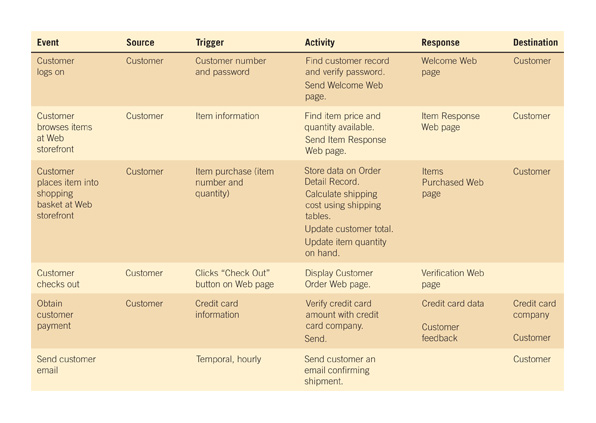 Event Source Trigger Activity Response Destination
Customer Customer Customer number Find customer record Welcome Web Customer
logs on and password and verify password. page
Send Welcome Web
page.
Customer Customer Item information Find item price and Item Response Customer
browses items quantity available. Web page
at Web Send Item Response
storefront Web page.
Customer Customer Item purchase (item Store data on Order Items Customer
places item into number and Detail Record. Purchased Web
shopping quantity) Calculate shipping page
basket at Web cost using shipping
storefront tables.
Update customer total.
Update item quantity
on hand.
Customer Customer Clicks “Check Out” Display Customer Verification Web
checks out button on Web page Order Web page. page
Obtain Customer Credit card Verify credit card Credit card data Credit card
customer information amount with credit company
payment card company. Customer
Send. feedback Customer
Send customer Temporal, hourly Send customer an Customer
email email confirming
shipment.